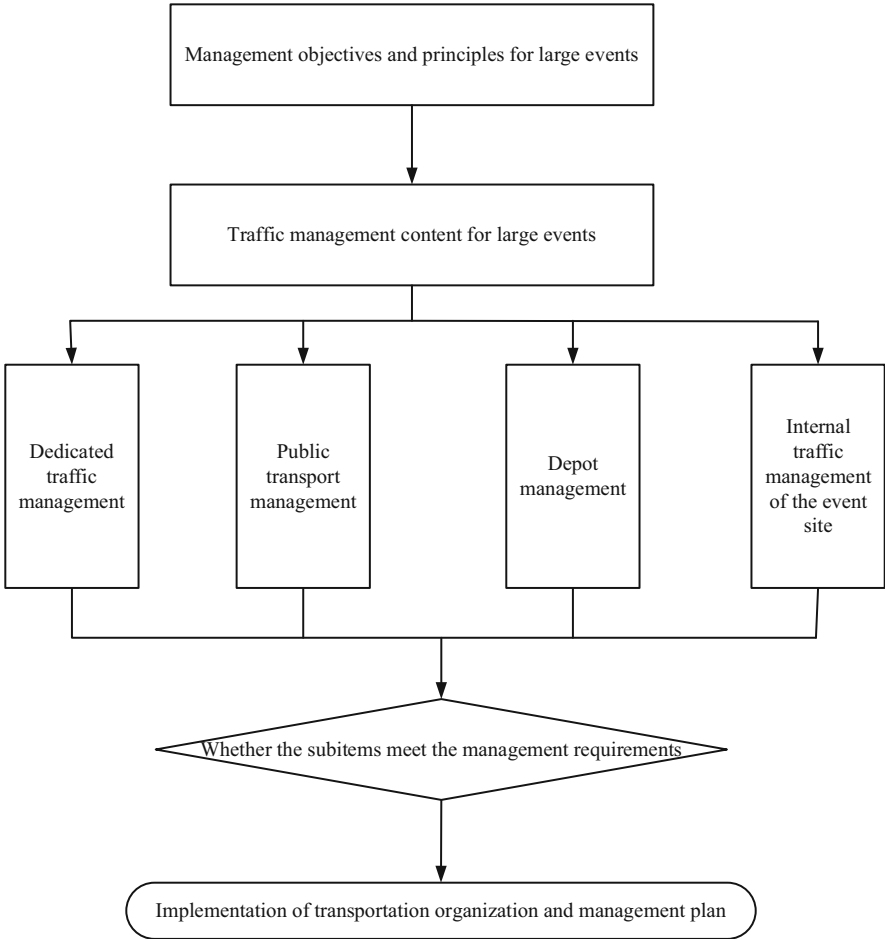 Management objectives and principles for large events
Traffic management content for large events
Dedicated
traffic
management
Public
transport
management
Depot
management
Internal
traffic
management
of the event
site
Whether the subitems meet the management requirements
Implementation of transportation organization and management plan